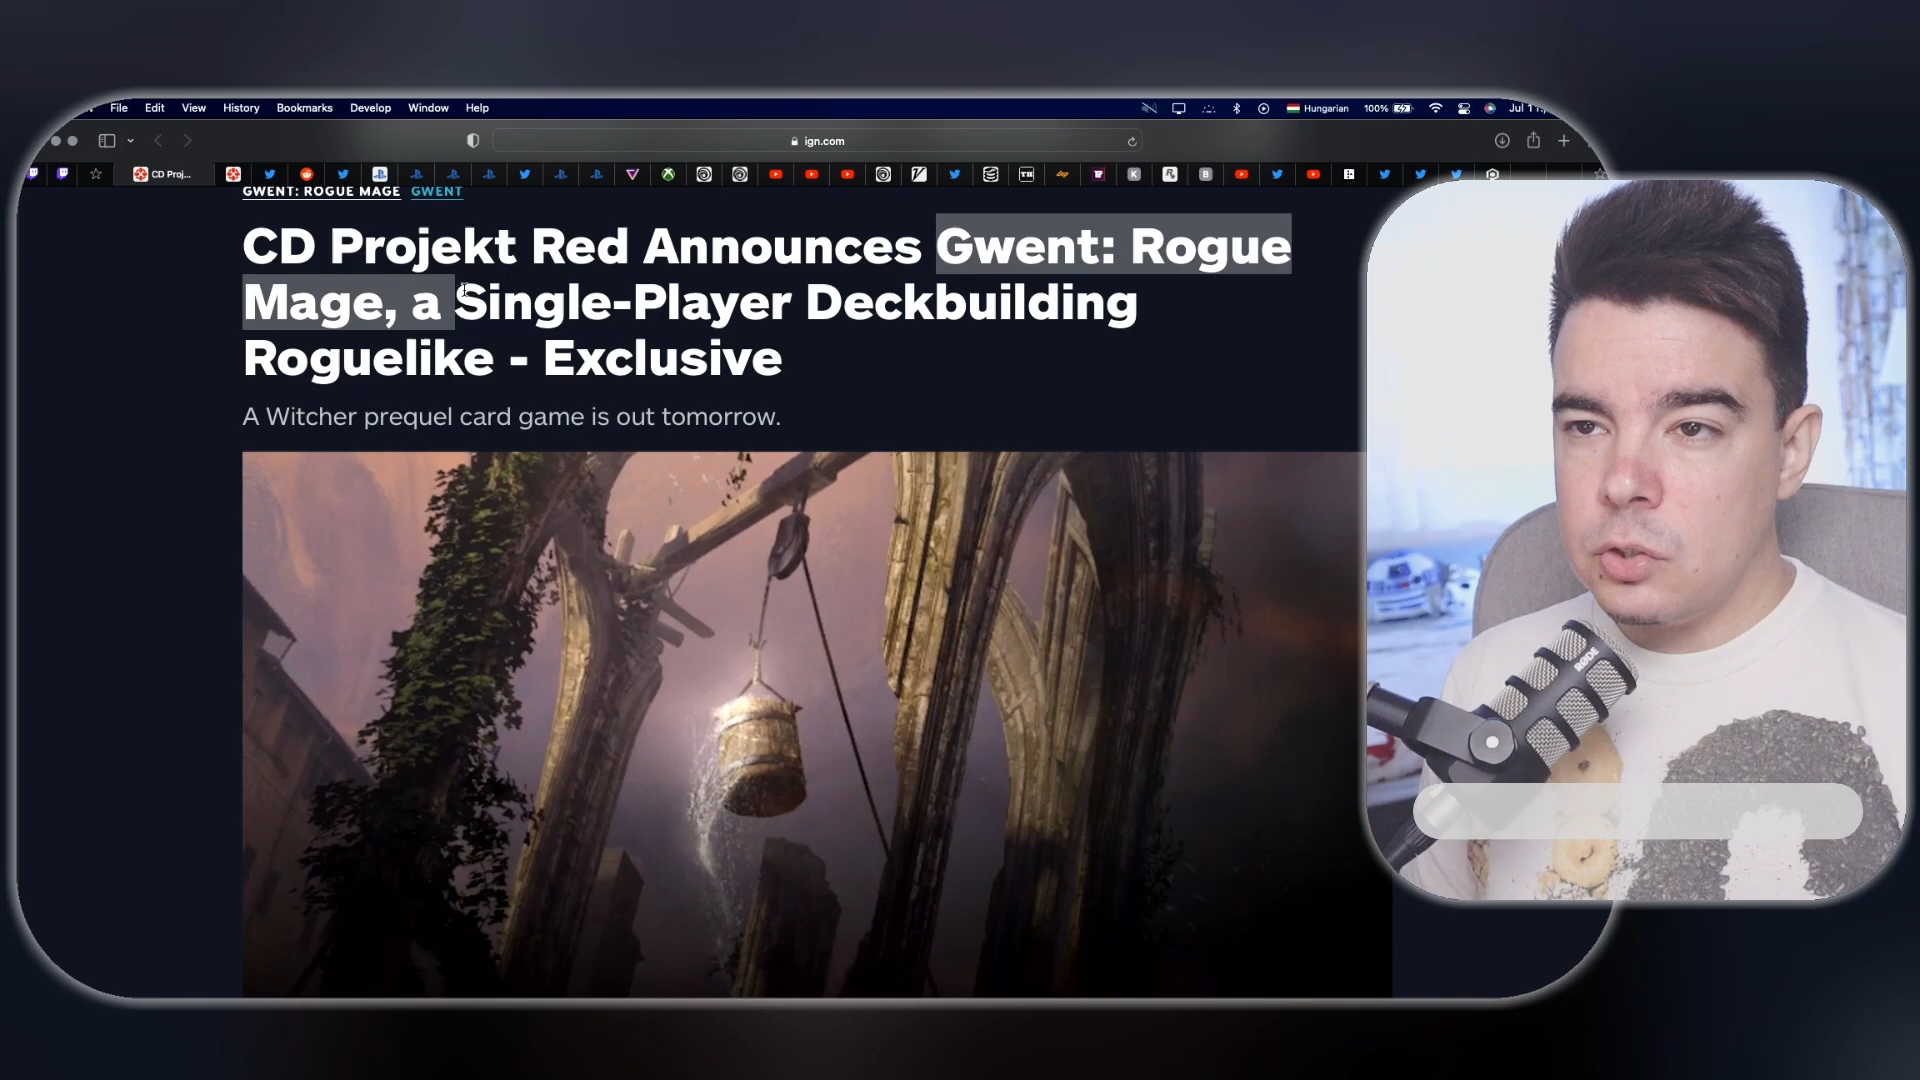 File Edit View History Bookmarks Develop Window Help
Hungarian 100%
ign.com
CD Proj...
GWENT: ROGUE MAGE GWENT
CD Projekt Red Announces Gwent: Rogue
Mage, a Single-Player Deckbuilding
Roguelike - Exclusive
A Witcher prequel card game is out tomorrow.
RØDE